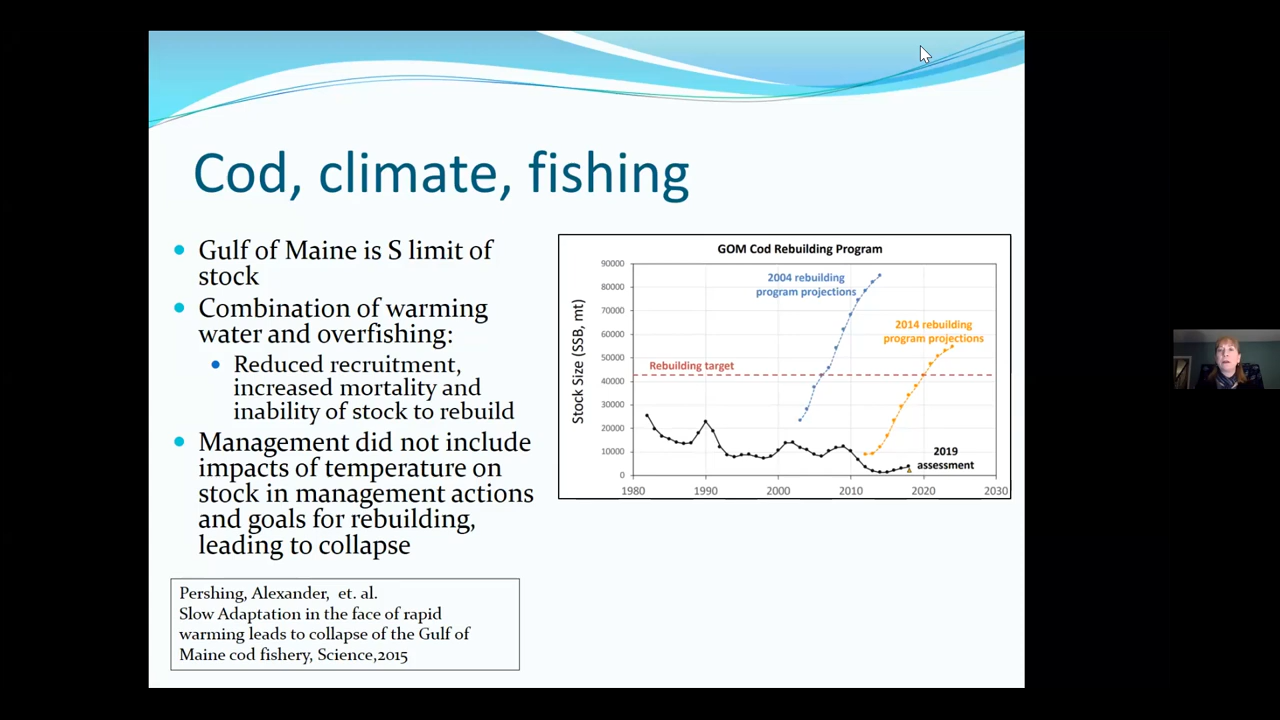 Cod, climate, fishing
Gulf of Maine is S limit of
stock
Combination of warming
water and overfishing:
Reduced recruitment,
increased mortality and
inability of stock to rebuild
Management did not include
impacts of temperature on
stock in management actions
and goals for rebuilding,
leading to collapse
Pershing, Alexander, et. al.
Slow Adaptation in the face of rapid
warming leads to collapse of the Gulf of
Maine cod fishery, Science,2015
GOM Cod Rebuilding Program
Stock Size (SSB, mt)
90000
80000
70000
60000
50000
40000
30000
20000
10000
0
1980 1990 2000 2010 2020 2030
2004 rebuilding
program projections
2014 rebuilding
program projections
Rebuilding target
2019
assessment